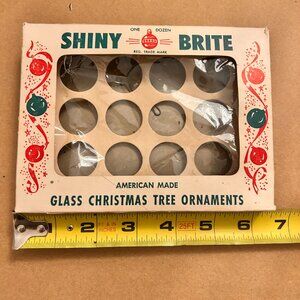 ONE DOZEN
SHINY BRITE
REG. TRADE MARK
AMERICAN MADE
GLASS CHRISTMAS TREE ORNAMENTS
2 3 4 5 6 7
25FT